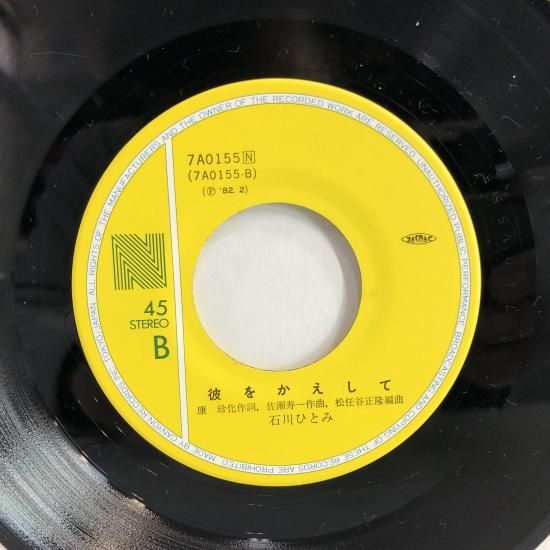 7A0155 N
(7A0155-B)
(Ⓟ '82. 2)
JASRAC
N
45
STEREO
B
彼をかえして
康 珍化作詞, 佐瀬寿一作曲, 松任谷正隆編曲
石川ひとみ
ALL RIGHTS OF THE MANUFACTURERS AND THE OWNER OF THE RECORDED WORK ARE RESERVED. UNAUTHORIZED PUBLIC PERFORMANCE, BROADCASTING AND COPYING OF THESE RECORDS ARE PROHIBITED. MADE BY CANYON RECORDS INC. TOKYO/JAPAN